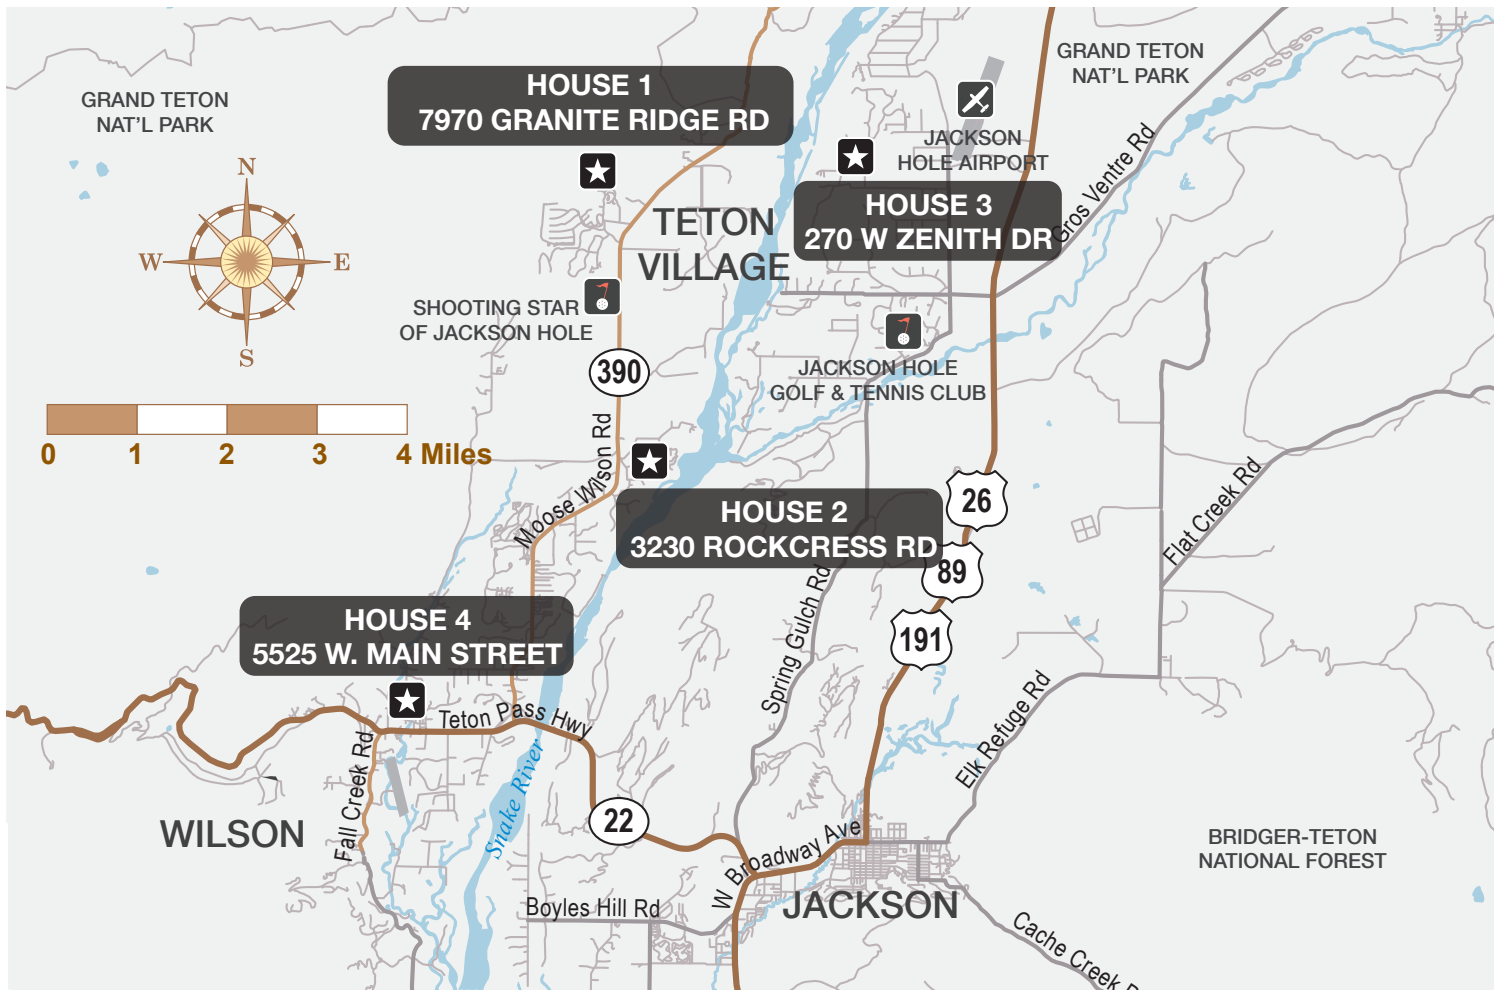 GRAND TETON
NAT'L PARK
HOUSE 1
7970 GRANITE RIDGE RD
GRAND TETON
NAT'L PARK
JACKSON
HOLE AIRPORT
N
W
E
S
TETON
VILLAGE
HOUSE 3
270 W ZENITH DR
Gros Ventre Rd
SHOOTING STAR
OF JACKSON HOLE
390
JACKSON HOLE
GOLF & TENNIS CLUB
0 1 2 3 4 Miles
Moose Wilson Rd
HOUSE 2
3230 ROCKCRESS RD
26
89
191
Flat Creek Rd
Spring Gulch Rd
HOUSE 4
5525 W. MAIN STREET
Teton Pass Hwy
Elk Refuge Rd
Fall Creek Rd
Snake River
22
WILSON
W Broadway Ave
JACKSON
BRIDGER-TETON
NATIONAL FOREST
Boyles Hill Rd
Cache Creek